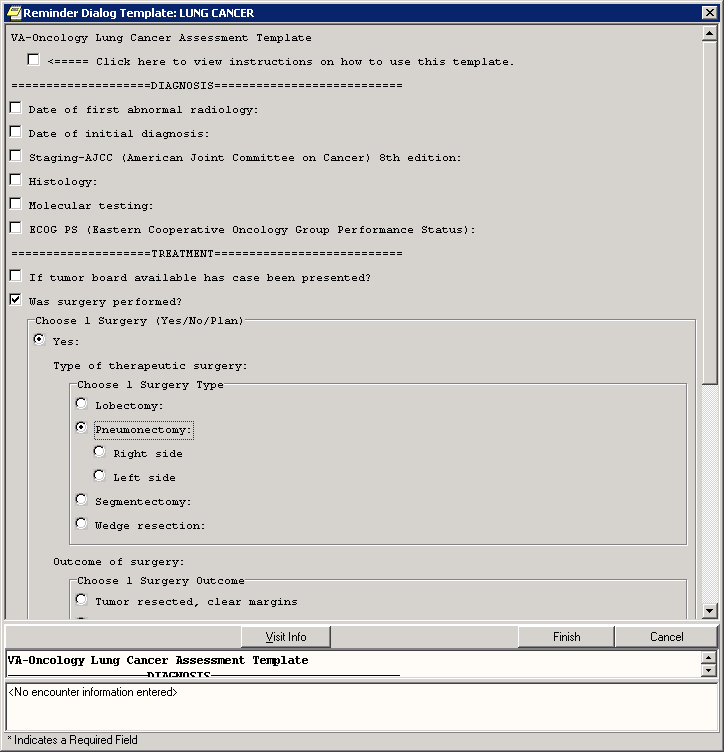 Reminder Dialog Template: LUNG CANCER
VA-Oncology Lung Cancer Assessment Template
<===== Click here to view instructions on how to use this template.
====================DIAGNOSIS===========================
Date of first abnormal radiology:
Date of initial diagnosis:
Staging-AJCC (American Joint Committee on Cancer) 8th edition:
Histology:
Molecular testing:
ECOG PS (Eastern Cooperative Oncology Group Performance Status):
====================TREATMENT===========================
If tumor board available has case been presented?
Was surgery performed?
Choose 1 Surgery (Yes/No/Plan)
Yes:
Type of therapeutic surgery:
Choose 1 Surgery Type
Lobectomy:
Pneumonectomy:
Right side
Left side
Segmentectomy:
Wedge resection:
Outcome of surgery:
Choose 1 Surgery Outcome
Tumor resected, clear margins
Visit Info Finish Cancel
VA-Oncology Lung Cancer Assessment Template
====================DIAGNOSIS===========================
<No encounter information entered>
* Indicates a Required Field